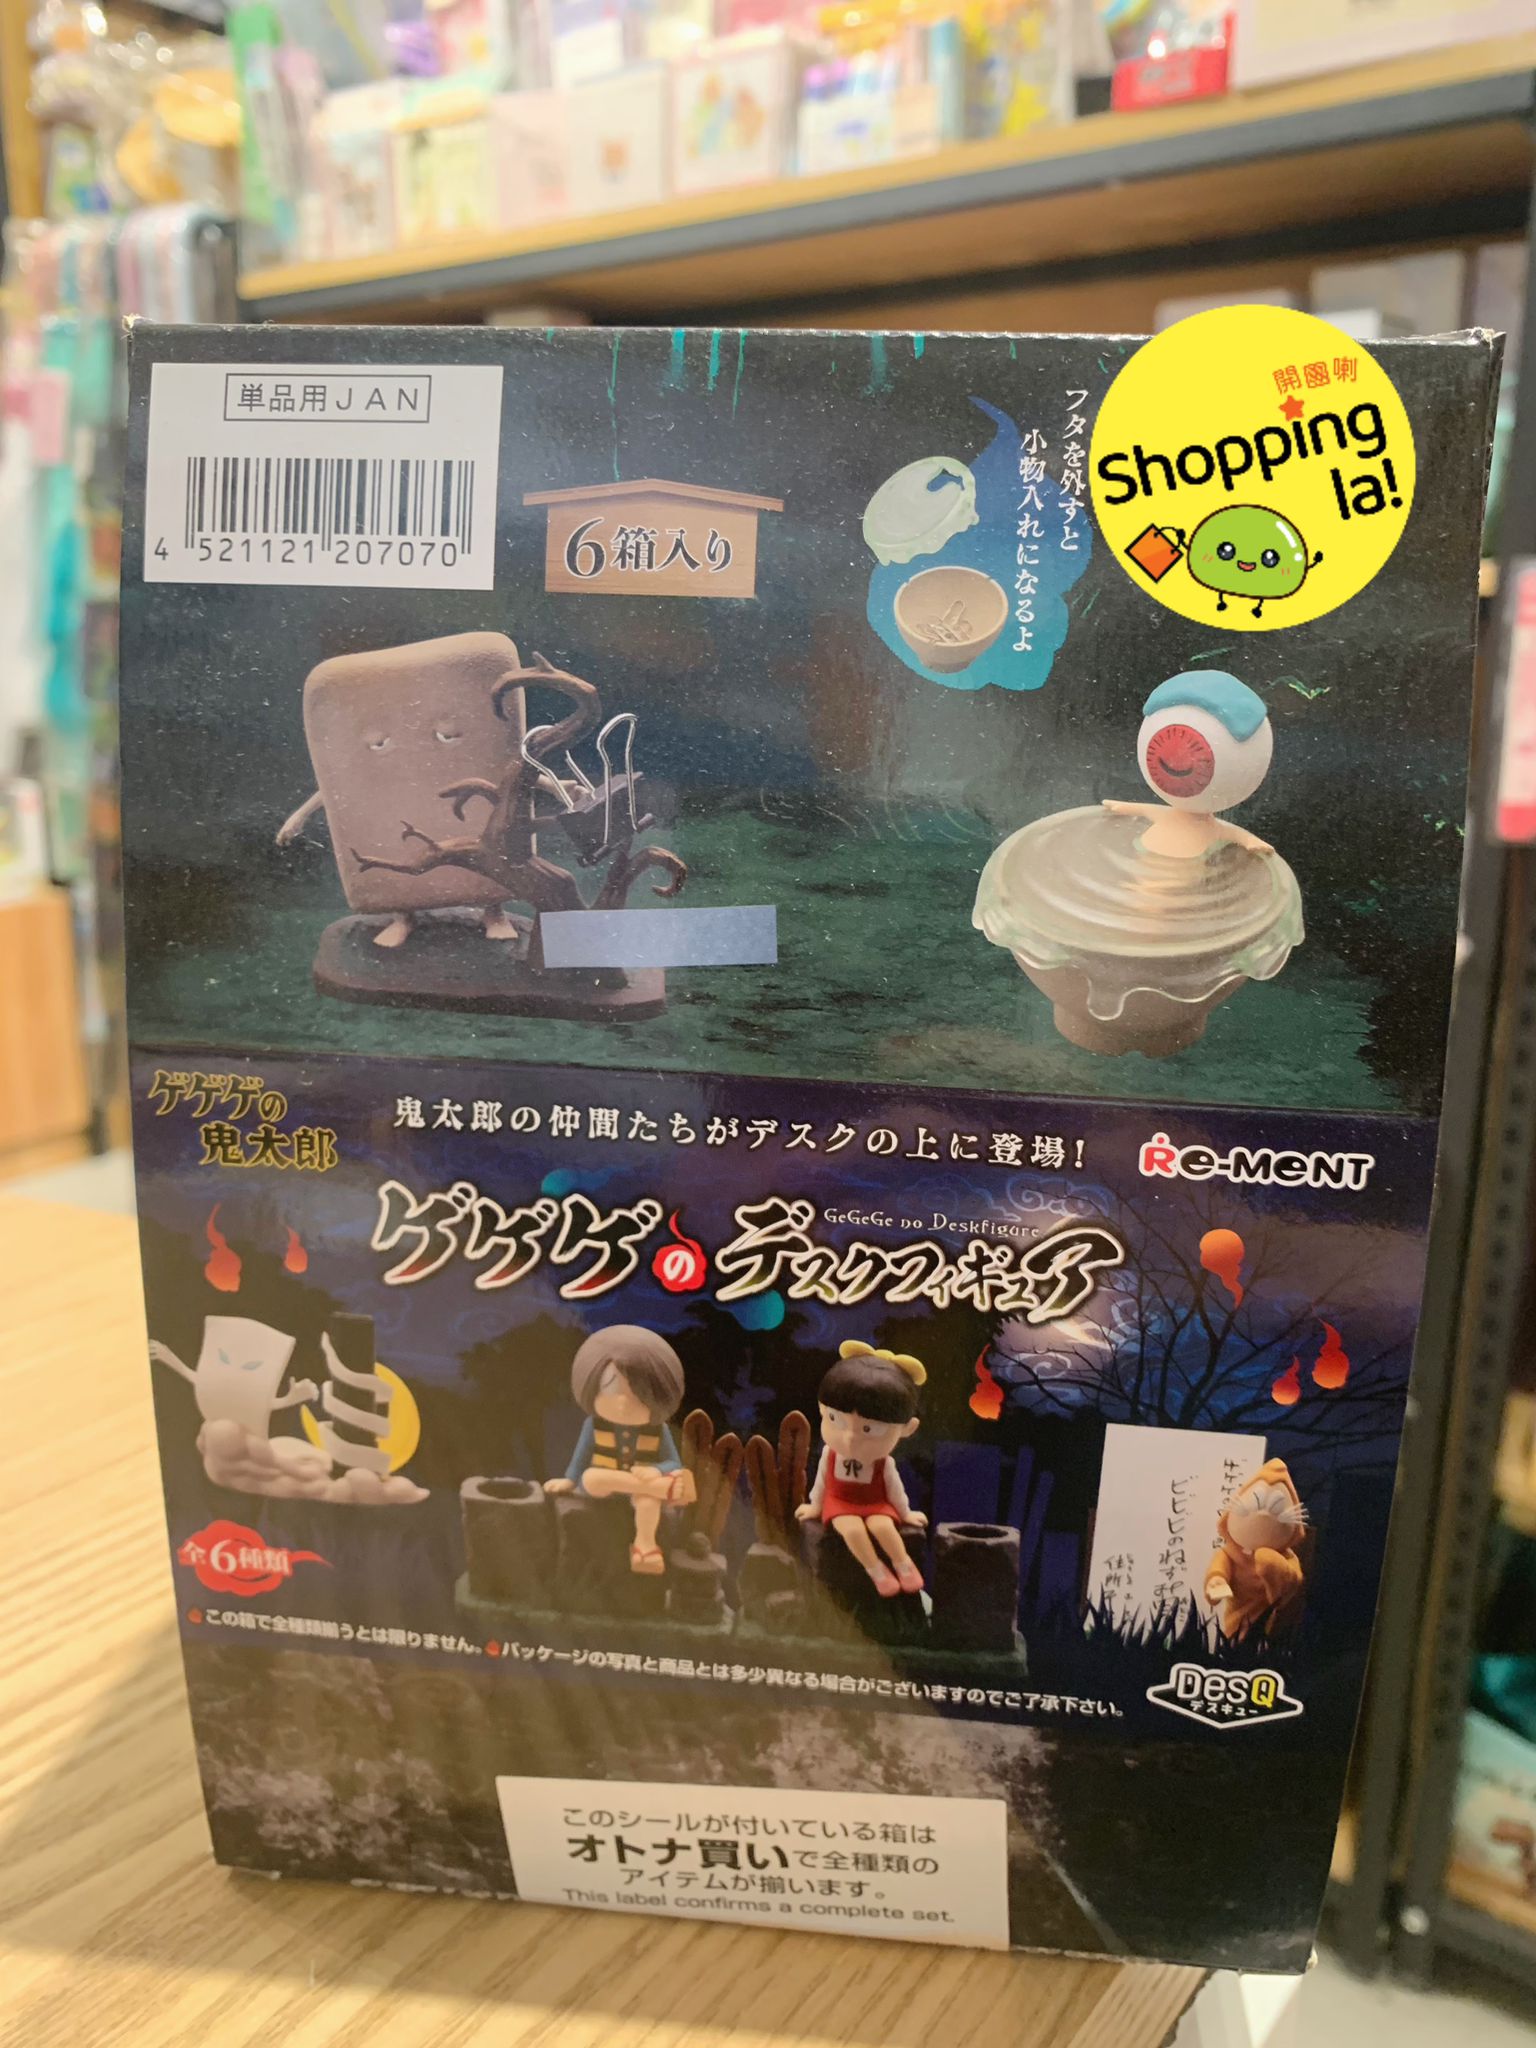 単品用JAN
4 521121 207070
6箱入り
フタを外すと
小物入れになるよ
開倉喇
Shopping
la!
ゲゲゲの
鬼太郎
鬼太郎の仲間たちがデスクの上に登場!
Re-MeNT
GeGeGe no Deskfigure
ゲゲゲのデスクフィギュア
ビビビのねずみ男
住所
全6種類
この箱で全種類揃うとは限りません。パッケージの写真と商品とは多少異なる場合がございますのでご了承下さい。
DesQ
デスキュー
このシールが付いている箱は
オトナ買いで全種類の
アイテムが揃います。
This label confirms a complete set.